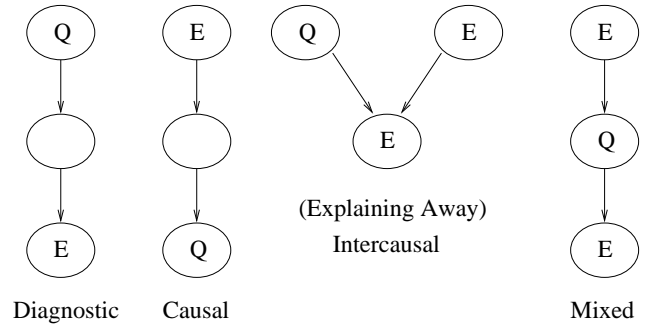 Q E Q E E
E Q
E Q E
(Explaining Away)
Intercausal
Diagnostic Causal Mixed